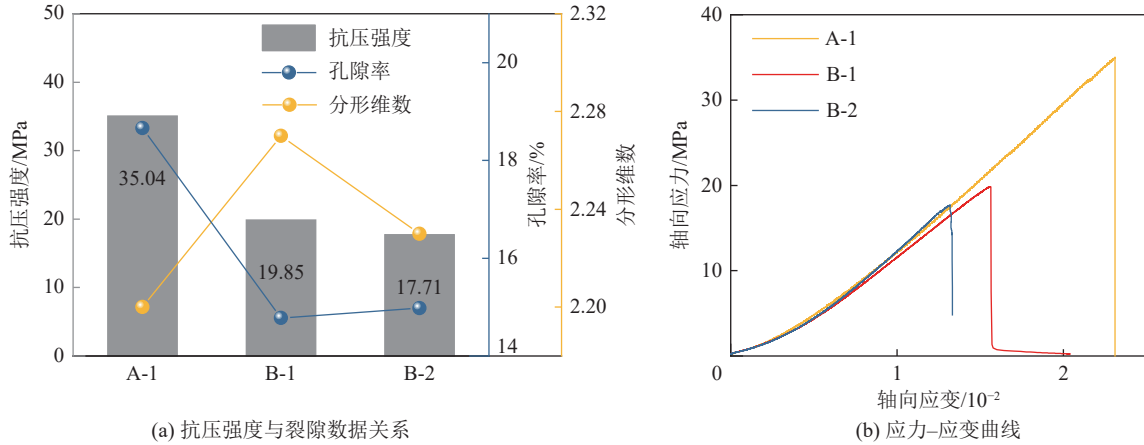 50
40
30
20
10
0
抗压强度/MPa
抗压强度
孔隙率
分形维数
35.04
19.85
17.71
A-1
B-1
B-2
20
18
16
14
孔隙率/%
2.32
2.28
2.24
2.20
分形维数
(a) 抗压强度与裂隙数据关系
40
30
20
10
0
轴向应力/MPa
A-1
B-1
B-2
1
2
轴向应变/10⁻²
(b) 应力–应变曲线